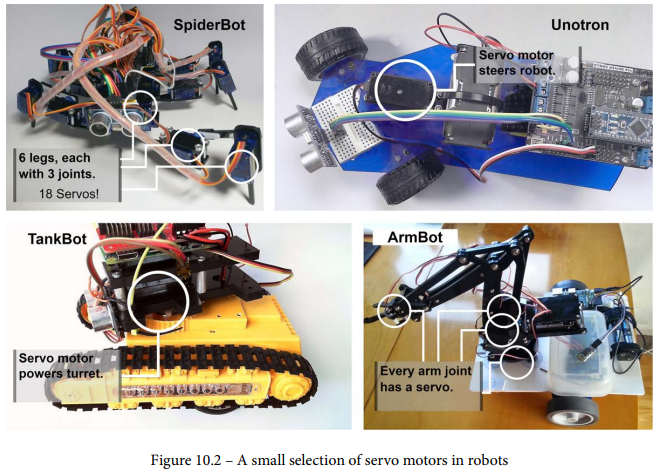 SpiderBot
6 legs, each
with 3 joints.
18 Servos!
Unotron
Servo motor
steers robot.
TankBot
Servo motor
powers turret.
ArmBot
Every arm joint
has a servo.
Figure 10.2 – A small selection of servo motors in robots